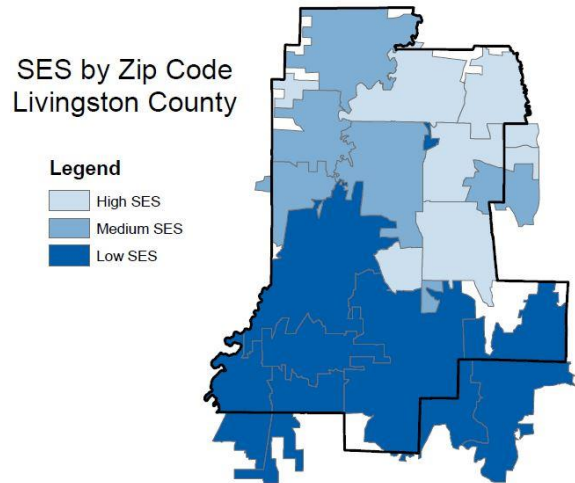 SES by Zip Code
Livingston County
Legend
High SES
Medium SES
Low SES